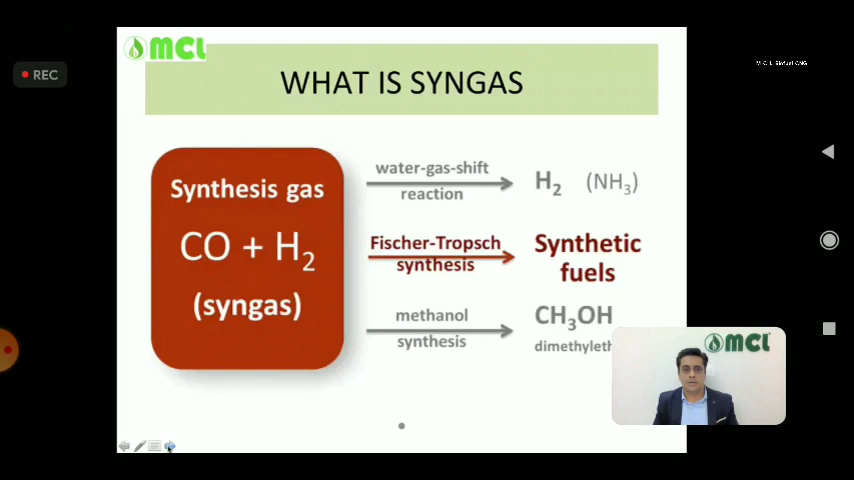 MCL
WHAT IS SYNGAS
REC
Synthesis gas
CO + H₂
(syngas)
water-gas-shift
reaction
H₂ (NH₃)
Fischer-Tropsch
synthesis
Synthetic
fuels
methanol
synthesis
CH₃OH
dimethyleth
MCL